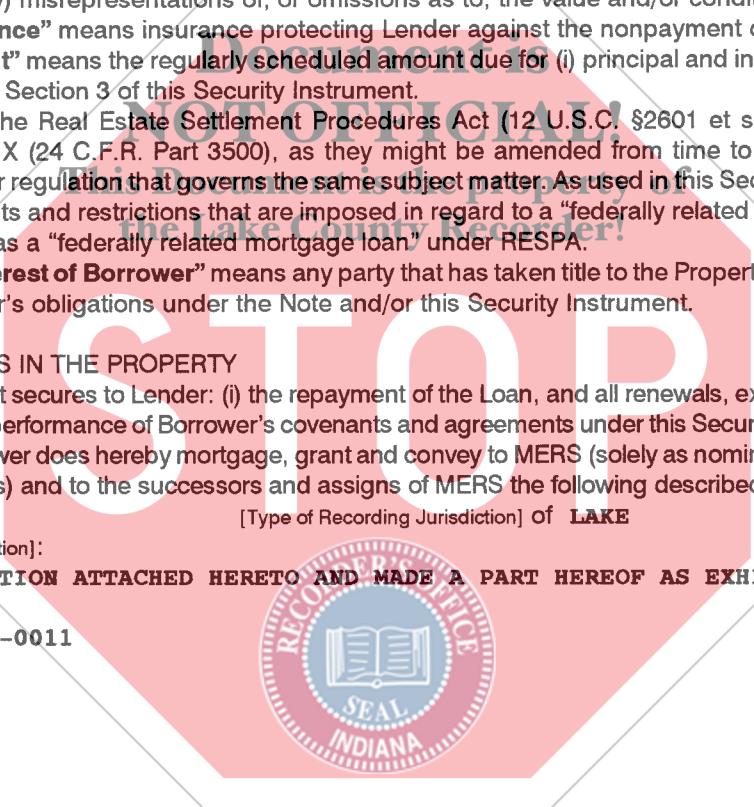 ) misrepresentations of, or omissions as to, the value and/or condi
nce” means insurance protecting Lender against the nonpayment o
t” means the regularly scheduled amount due for (i) principal and in
Document is
Section 3 of this Security Instrument.
NOT OFFICIAL!
he Real Estate Settlement Procedures Act (12 U.S.C. §2601 et s
X (24 C.F.R. Part 3500), as they might be amended from time to
r regulation that governs the same subject matter. As used in this Sec
This Document is the property of
ts and restrictions that are imposed in regard to a “federally related
the Lake County Recorder!
as a “federally related mortgage loan” under RESPA.
erest of Borrower” means any party that has taken title to the Propert
r’s obligations under the Note and/or this Security Instrument.
STOP
S IN THE PROPERTY
t secures to Lender: (i) the repayment of the Loan, and all renewals, ex
performance of Borrower’s covenants and agreements under this Secur
wer does hereby mortgage, grant and convey to MERS (solely as nomin
s) and to the successors and assigns of MERS the following described
[Type of Recording Jurisdiction] of LAKE
tion]:
TION ATTACHED HERETO AND MADE A PART HEREOF AS EXHI
-0011
RECORDER'S OFFICE
SEAL
INDIANA